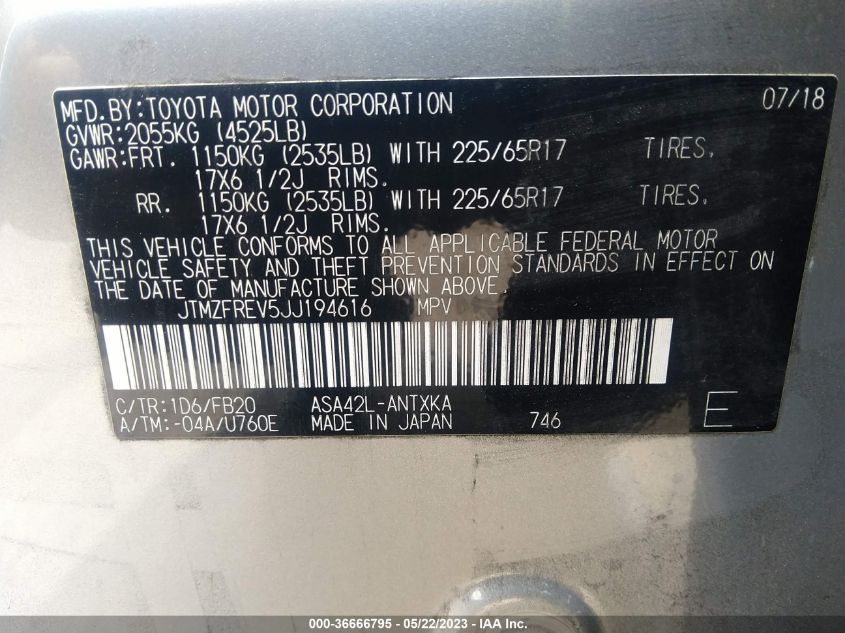 MFD.BY:TOYOTA MOTOR CORPORATION 07/18
GVWR:2055KG (4525LB)
GAWR:FRT. 1150KG (2535LB) WITH 225/65R17 TIRES,
17X6 1/2J RIMS.
RR. 1150KG (2535LB) WITH 225/65R17 TIRES,
17X6 1/2J RIMS.
THIS VEHICLE CONFORMS TO ALL APPLICABLE FEDERAL MOTOR
VEHICLE SAFETY AND THEFT PREVENTION STANDARDS IN EFFECT ON
THE DATE OF MANUFACTURE SHOWN ABOVE.
JTMZFREV5JJ194616 MPV
C/TR:1D6/FB20 ASA42L-ANTXKA
A/TM:-04A/U760E MADE IN JAPAN 746 E
000-36666795 - 05/22/2023 - IAAI Inc.